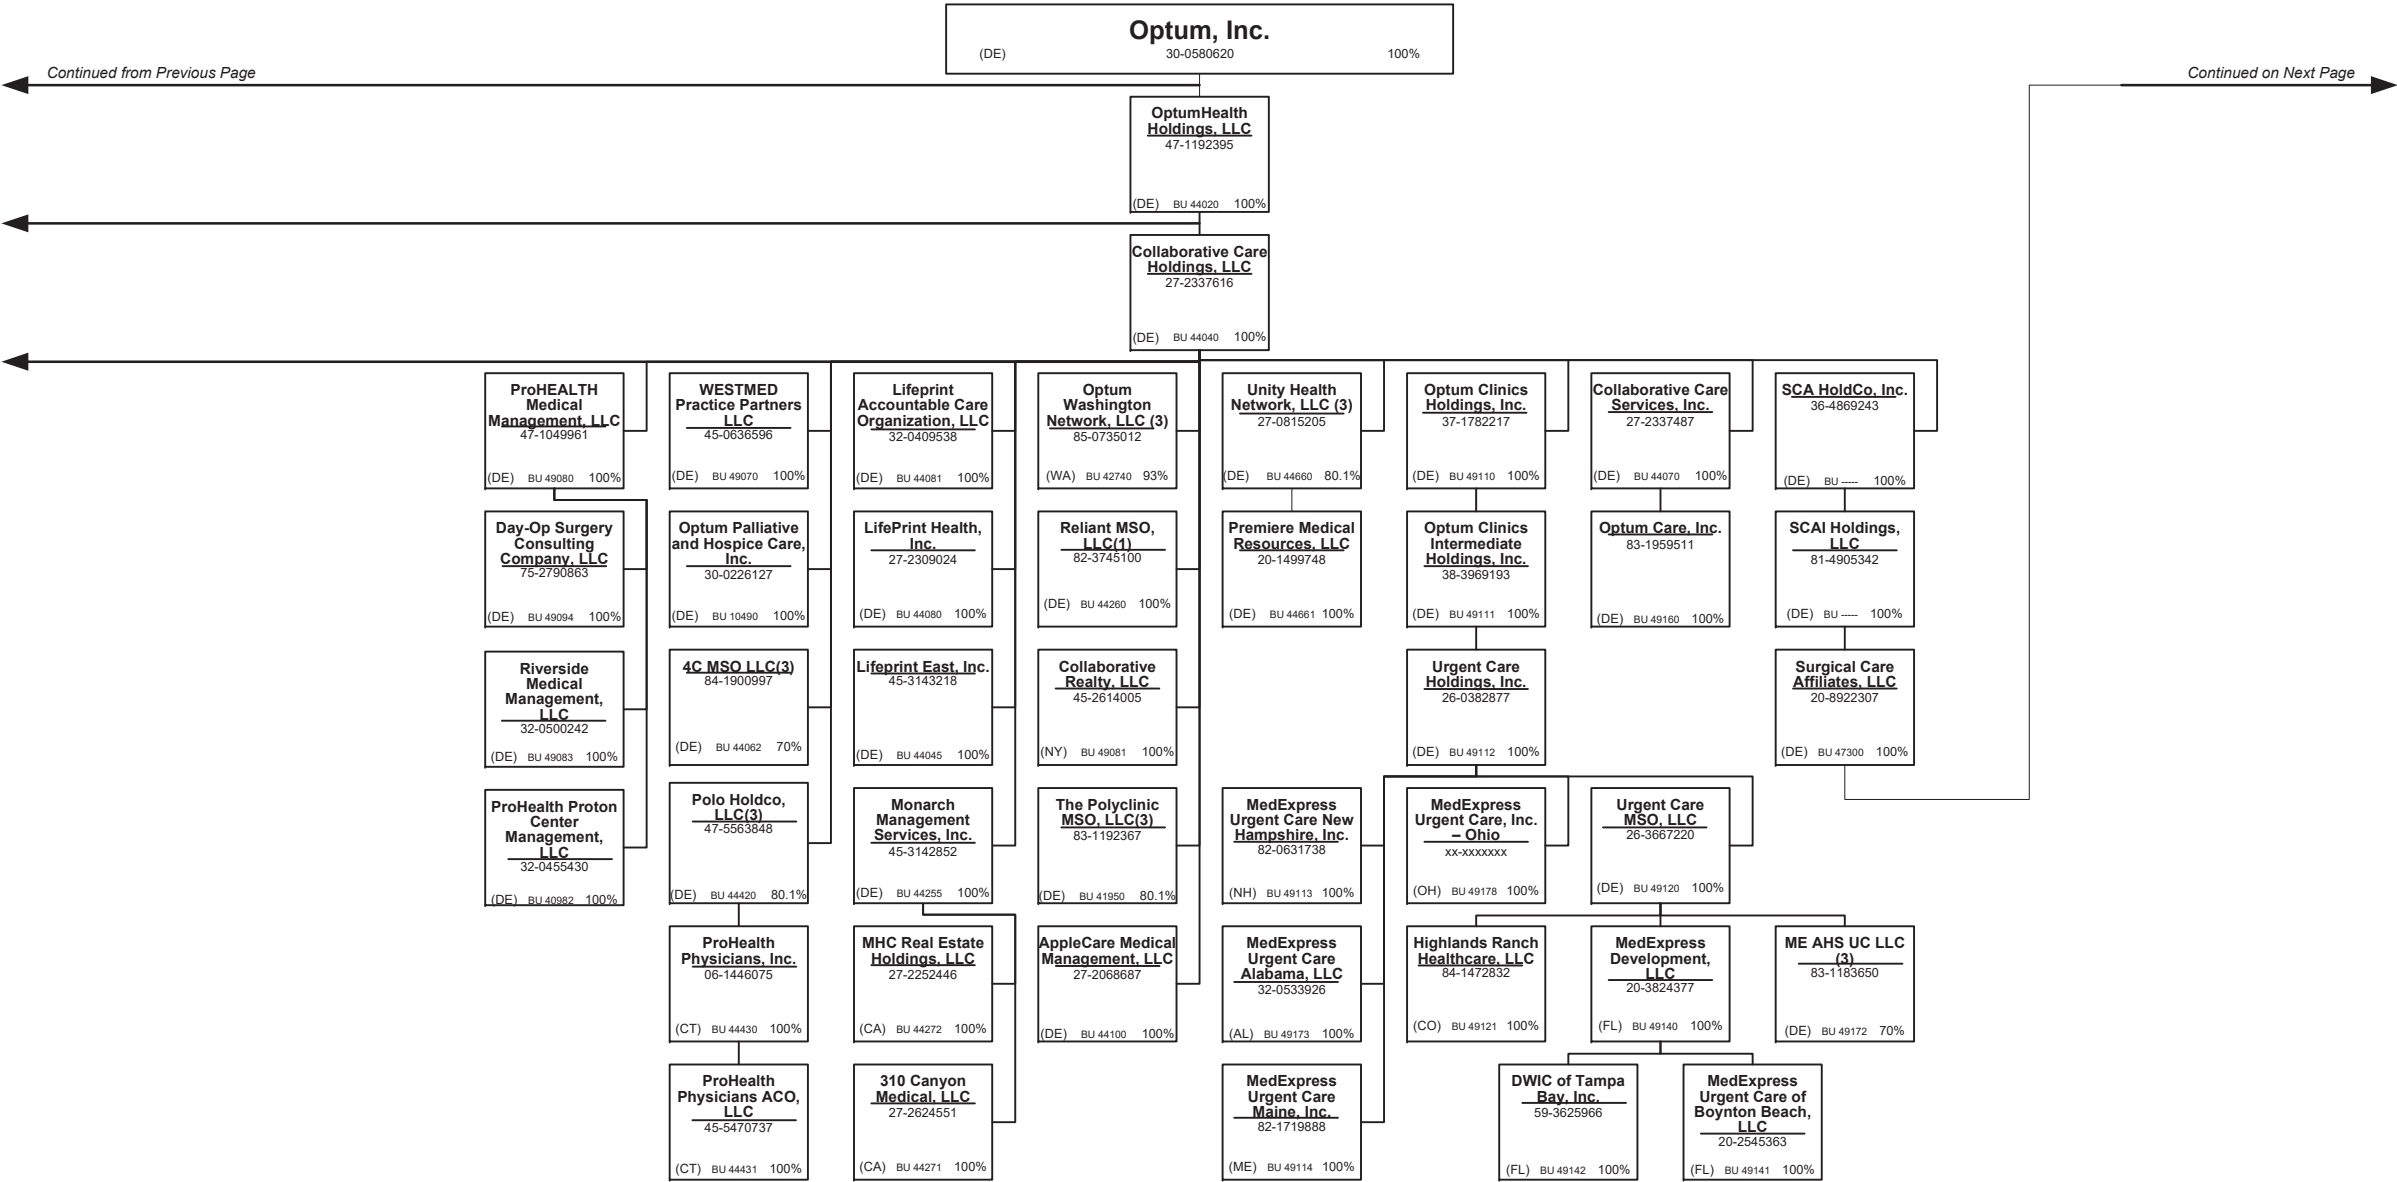 Optum, Inc.
(DE) 30-0580620 100%
Continued from Previous Page
Continued on Next Page
OptumHealth
Holdings, LLC
47-1192395
(DE) BU 44020 100%
Collaborative Care
Holdings, LLC
27-2337616
(DE) BU 44040 100%
ProHEALTH
Medical
Management, LLC
47-1049961
(DE) BU 49080 100%
WESTMED
Practice Partners
LLC
45-0636596
(DE) BU 49070 100%
Lifeprint
Accountable Care
Organization, LLC
32-0409538
(DE) BU 44081 100%
Optum
Washington
Network, LLC (3)
85-0735012
(WA) BU 42740 93%
Unity Health
Network, LLC (3)
27-0815205
(DE) BU 44660 80.1%
Optum Clinics
Holdings, Inc.
37-1782217
(DE) BU 49110 100%
Collaborative Care
Services, Inc.
27-2337487
(DE) BU 44070 100%
SCA HoldCo, Inc.
36-4869243
(DE) BU ----- 100%
Day-Op Surgery
Consulting
Company, LLC
75-2790863
(DE) BU 49094 100%
Optum Palliative
and Hospice Care,
Inc.
30-0226127
(DE) BU 10490 100%
LifePrint Health,
Inc.
27-2309024
(DE) BU 44080 100%
Reliant MSO,
LLC(1)
82-3745100
(DE) BU 44260 100%
Premiere Medical
Resources, LLC
20-1499748
(DE) BU 44661 100%
Optum Clinics
Intermediate
Holdings, Inc.
38-3969193
(DE) BU 49111 100%
Optum Care, Inc.
83-1959511
(DE) BU 49160 100%
SCAI Holdings,
LLC
81-4905342
(DE) BU ----- 100%
Riverside
Medical
Management,
LLC
32-0500242
(DE) BU 49083 100%
4C MSO LLC(3)
84-1900997
(DE) BU 44062 70%
Lifeprint East, Inc.
45-3143218
(DE) BU 44045 100%
Collaborative
Realty, LLC
45-2614005
(NY) BU 49081 100%
Urgent Care
Holdings, Inc.
26-0382877
(DE) BU 49112 100%
Surgical Care
Affiliates, LLC
20-8922307
(DE) BU 47300 100%
ProHealth Proton
Center
Management,
LLC
32-0455430
(DE) BU 40982 100%
Polo Holdco,
LLC(3)
47-5563848
(DE) BU 44420 80.1%
Monarch
Management
Services, Inc.
45-3142852
(DE) BU 44255 100%
The Polyclinic
MSO, LLC(3)
83-1192367
(DE) BU 41950 80.1%
MedExpress
Urgent Care New
Hampshire, Inc.
82-0631738
(NH) BU 49113 100%
MedExpress
Urgent Care, Inc.
– Ohio
xx-xxxxxxx
(OH) BU 49178 100%
Urgent Care
MSO, LLC
26-3667220
(DE) BU 49120 100%
ProHealth
Physicians, Inc.
06-1446075
(CT) BU 44430 100%
MHC Real Estate
Holdings, LLC
27-2252446
(CA) BU 44272 100%
AppleCare Medical
Management, LLC
27-2068687
(DE) BU 44100 100%
MedExpress
Urgent Care
Alabama, LLC
32-0533926
(AL) BU 49173 100%
Highlands Ranch
Healthcare, LLC
84-1472832
(CO) BU 49121 100%
MedExpress
Development,
LLC
20-3824377
(FL) BU 49140 100%
ME AHS UC LLC
(3)
83-1183650
(DE) BU 49172 70%
ProHealth
Physicians ACO,
LLC
45-5470737
(CT) BU 44431 100%
310 Canyon
Medical, LLC
27-2624551
(CA) BU 44271 100%
MedExpress
Urgent Care
Maine, Inc.
82-1719888
(ME) BU 49114 100%
DWIC of Tampa
Bay, Inc.
59-3625966
(FL) BU 49142 100%
MedExpress
Urgent Care of
Boynton Beach,
LLC
20-2545363
(FL) BU 49141 100%